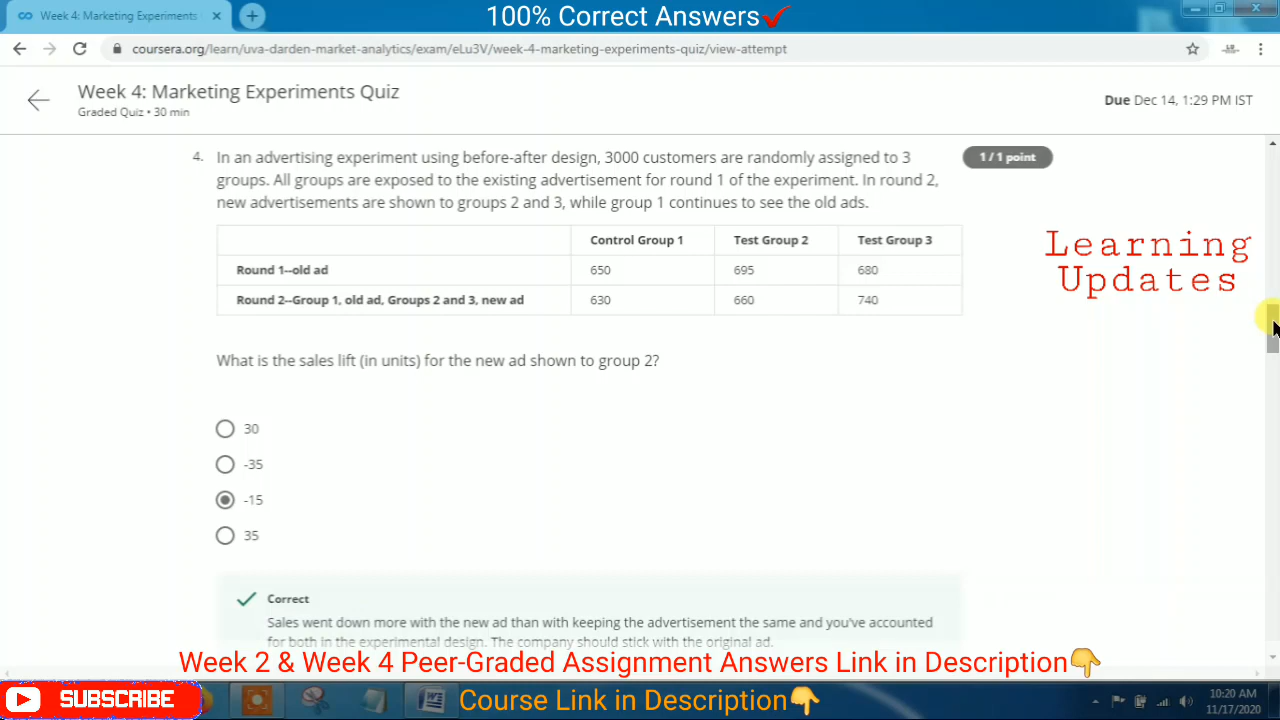 100% Correct Answers
Week 4: Marketing Experiments
coursera.org/learn/uva-darden-market-analytics/exam/eLu3V/week-4-marketing-experiments-quiz/view-attempt
Week 4: Marketing Experiments Quiz
Graded Quiz • 30 min
Due Dec 14, 1:29 PM IST
4. In an advertising experiment using before-after design, 3000 customers are randomly assigned to 3
groups. All groups are exposed to the existing advertisement for round 1 of the experiment. In round 2,
new advertisements are shown to groups 2 and 3, while group 1 continues to see the old ads.
1 / 1 point
Control Group 1 Test Group 2 Test Group 3
Round 1--old ad 650 695 680
Round 2--Group 1, old ad, Groups 2 and 3, new ad 630 660 740
Learning
Updates
What is the sales lift (in units) for the new ad shown to group 2?
30
-35
-15
35
Correct
Sales went down more with the new ad than with keeping the advertisement the same and you've accounted
for both in the experimental design. The company should stick with the original ad.
Week 2 & Week 4 Peer-Graded Assignment Answers Link in Description
SUBSCRIBE
Course Link in Description
10:20 AM
11/17/2020